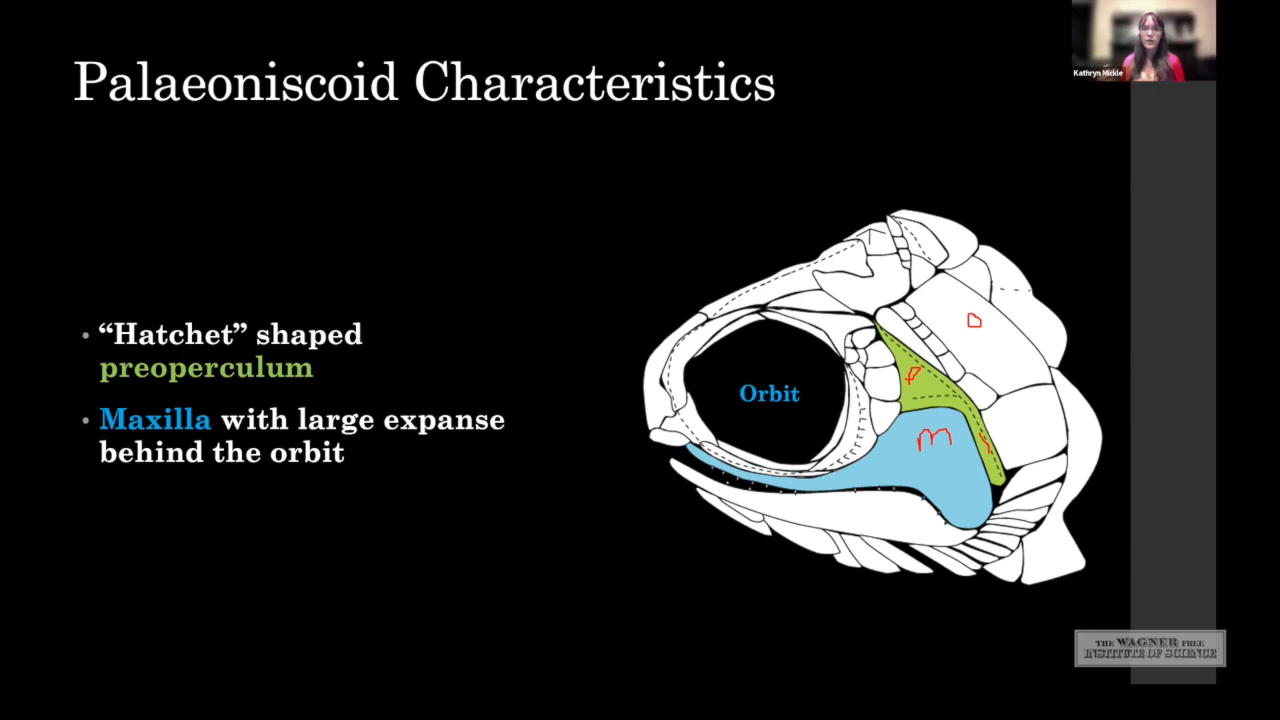 Palaeoniscoid Characteristics
Kathryn Mickle
• “Hatchet” shaped
preoperculum
• Maxilla with large expanse
behind the orbit
Orbit
P
m
THE WAGNER FREE
INSTITUTE OF SCIENCE